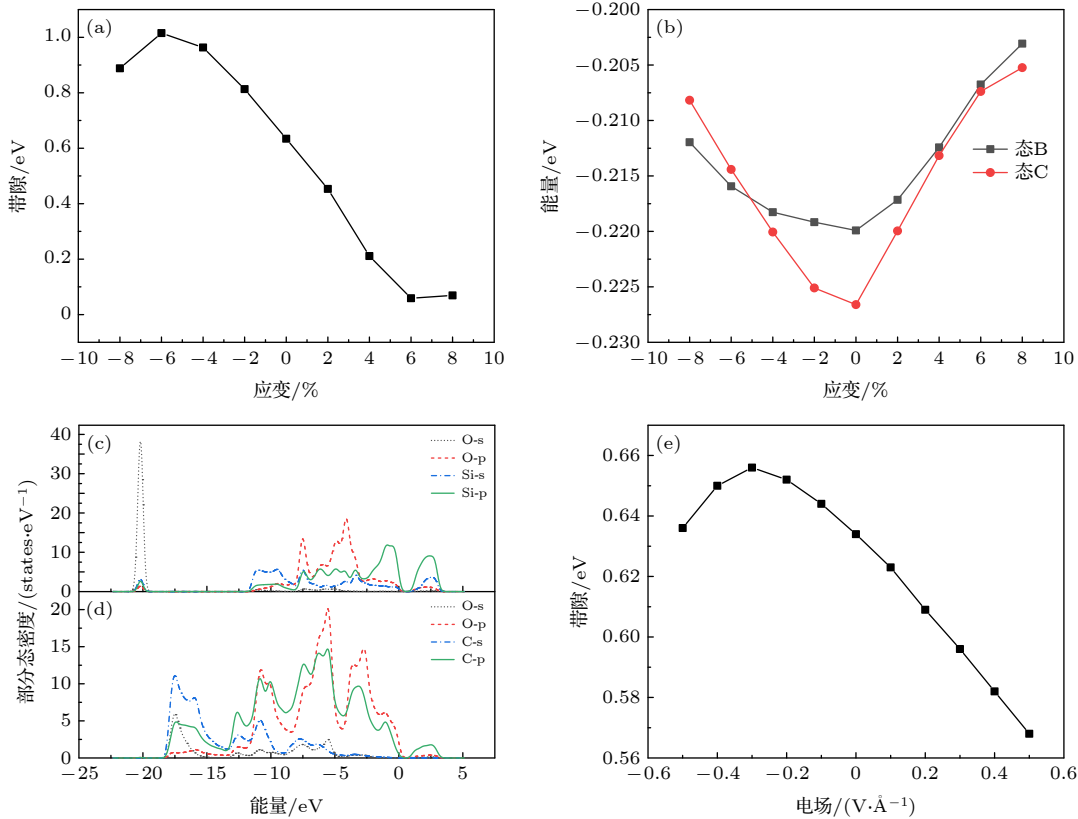 (a)
带隙/eV
1.0
0.8
0.6
0.4
0.2
0
−10 −8 −6 −4 −2 0 2 4 6 8 10
应变/%
(b)
能量/eV
−0.200
−0.205
−0.210
−0.215
−0.220
−0.225
−0.230
态B
态C
−10 −8 −6 −4 −2 0 2 4 6 8 10
应变/%
(c)
部分态密度/(states·eV⁻¹)
40
30
20
10
0
O-s
O-p
Si-s
Si-p
(d)
20
15
10
5
0
O-s
O-p
C-s
C-p
−25 −20 −15 −10 −5 0 5
能量/eV
(e)
带隙/eV
0.66
0.64
0.62
0.60
0.58
0.56
−0.6 −0.4 −0.2 0 0.2 0.4 0.6
电场/(V·Å⁻¹)